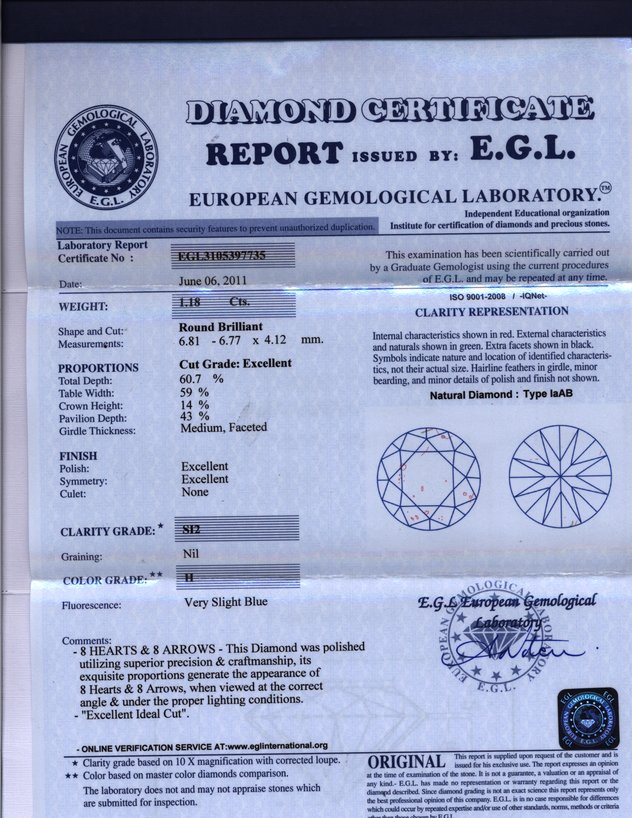 DIAMOND CERTIFICATE
REPORT ISSUED BY: E.G.L.
EUROPEAN GEMOLOGICAL LABORATORY.™
EUROPEAN GEMOLOGICAL LABORATORY
E.G.L.
Independent Educational organization
NOTE: This document contains security features to prevent unauthorized duplication.
Institute for certification of diamonds and precious stones.
Laboratory Report
Certificate No : EGL3105397735
Date: June 06, 2011
WEIGHT: 1.18 Cts.
Shape and Cut: Round Brilliant
Measurements: 6.81 - 6.77 x 4.12 mm.
PROPORTIONS Cut Grade: Excellent
Total Depth: 60.7 %
Table Width: 59 %
Crown Height: 14 %
Pavilion Depth: 43 %
Girdle Thickness: Medium, Faceted
FINISH
Polish: Excellent
Symmetry: Excellent
Culet: None
CLARITY GRADE: * SI2
Graining: Nil
COLOR GRADE: ** H
Fluorescence: Very Slight Blue
Comments:
- 8 HEARTS & 8 ARROWS - This Diamond was polished
utilizing superior precision & craftmanship, its
exquisite proportions generate the appearance of
8 Hearts & 8 Arrows, when viewed at the correct
angle & under the proper lighting conditions.
- "Excellent Ideal Cut".
- ONLINE VERIFICATION SERVICE AT:www.eglinternational.org
* Clarity grade based on 10 X magnification with corrected loupe.
** Color based on master color diamonds comparison.
The laboratory does not and may not appraise stones which
are submitted for inspection.
This examination has been scientifically carried out
by a Graduate Gemologist using the current procedures
of E.G.L. and may be repeated at any time.
ISO 9001-2008 / -IQNet-
CLARITY REPRESENTATION
Internal characteristics shown in red. External characteristics
and naturals shown in green. Extra facets shown in black.
Symbols indicate nature and location of identified characteris-
tics, not their actual size. Hairline feathers in girdle, minor
bearding, and minor details of polish and finish not shown.
Natural Diamond : Type IaAB
E.G.L European Gemological
Laboratory
EUROPEAN GEMOLOGICAL LABORATORY
E.G.L.
ORIGINAL
This report is supplied upon request of the customer and is
issued for his exclusive use. The report expresses an opinion
at the time of examination of the stone. It is not a guarantee, a valuation or an appraisal of
any kind.- E.G.L. has made no representation or warranty regarding this report or the
diamond described. Since diamond grading is not an exact science this report represents only
the best professional opinion of this company. E.G.L. is in no case responsible for differences
which could occur by repeated expertise and/or use of other standards, norms, methods or criteria